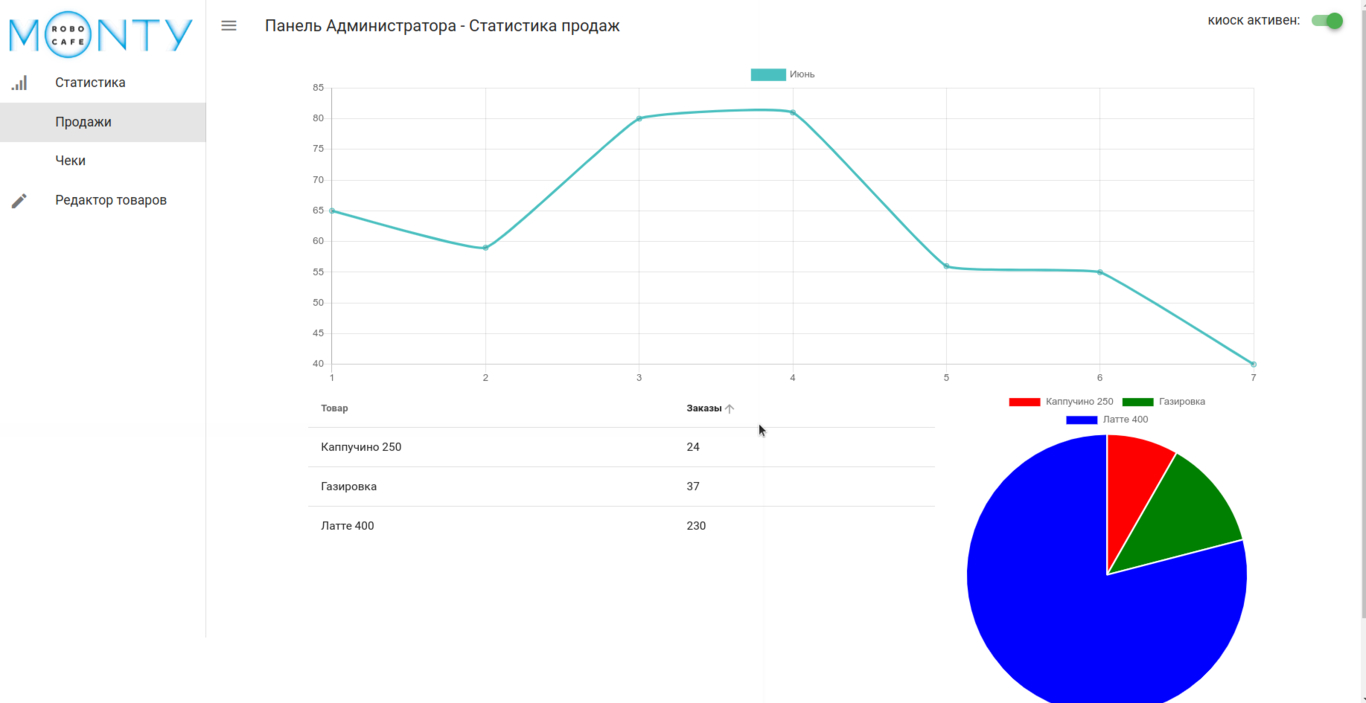 MONTY
ROBO
CAFE
Панель Администратора - Статистика продаж
киоск активен:
Статистика
Продажи
Чеки
Редактор товаров
Июнь
85
80
75
70
65
60
55
50
45
40
1 2 3 4 5 6 7
Товар Заказы
Каппучино 250 24
Газировка 37
Латте 400 230
Каппучино 250 Газировка
Латте 400